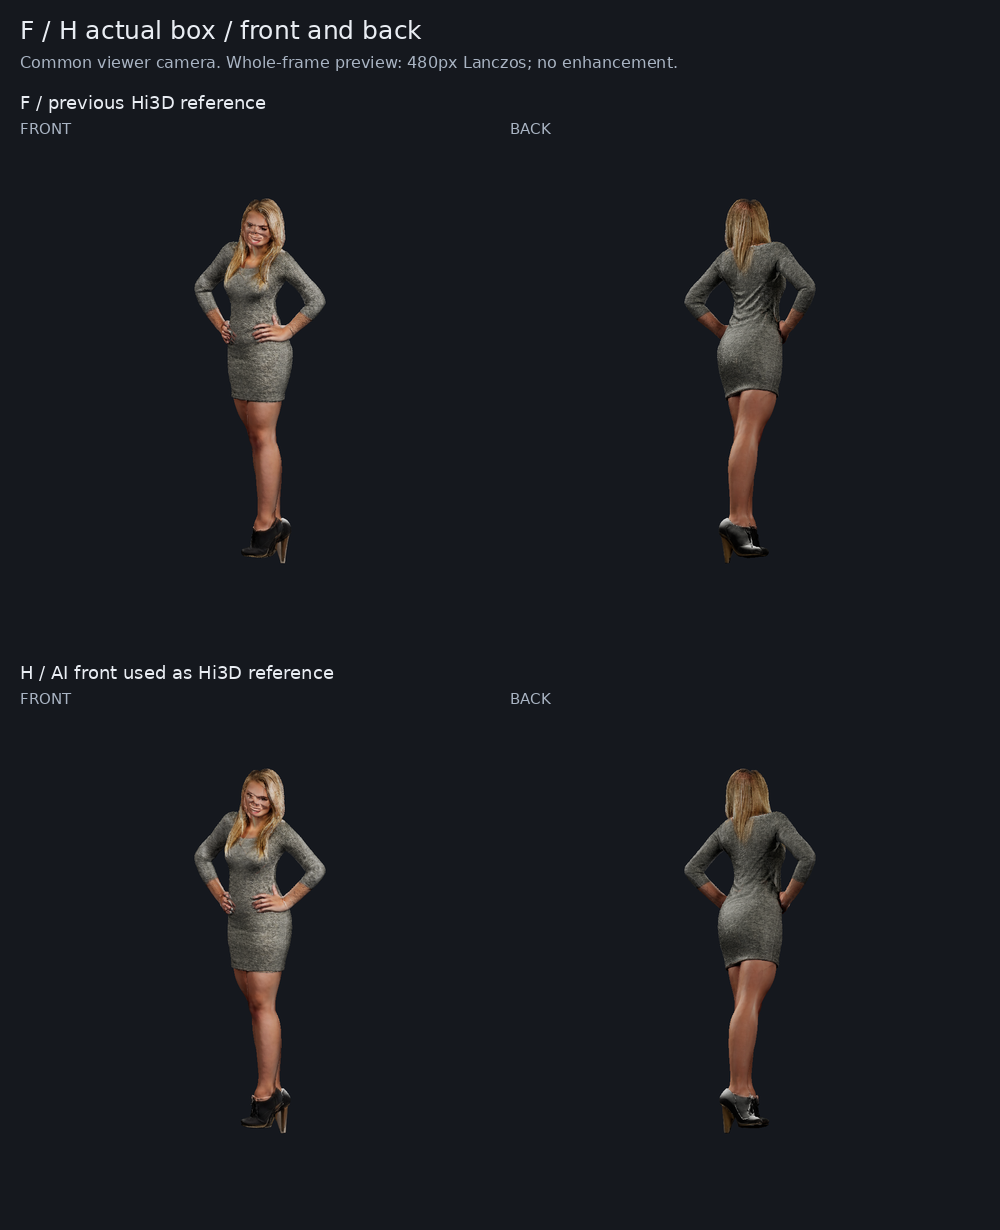 F / H actual box / front and back
Common viewer camera. Whole-frame preview: 480px Lanczos; no enhancement.
F / previous Hi3D reference
FRONT
BACK
H / AI front used as Hi3D reference
FRONT
BACK